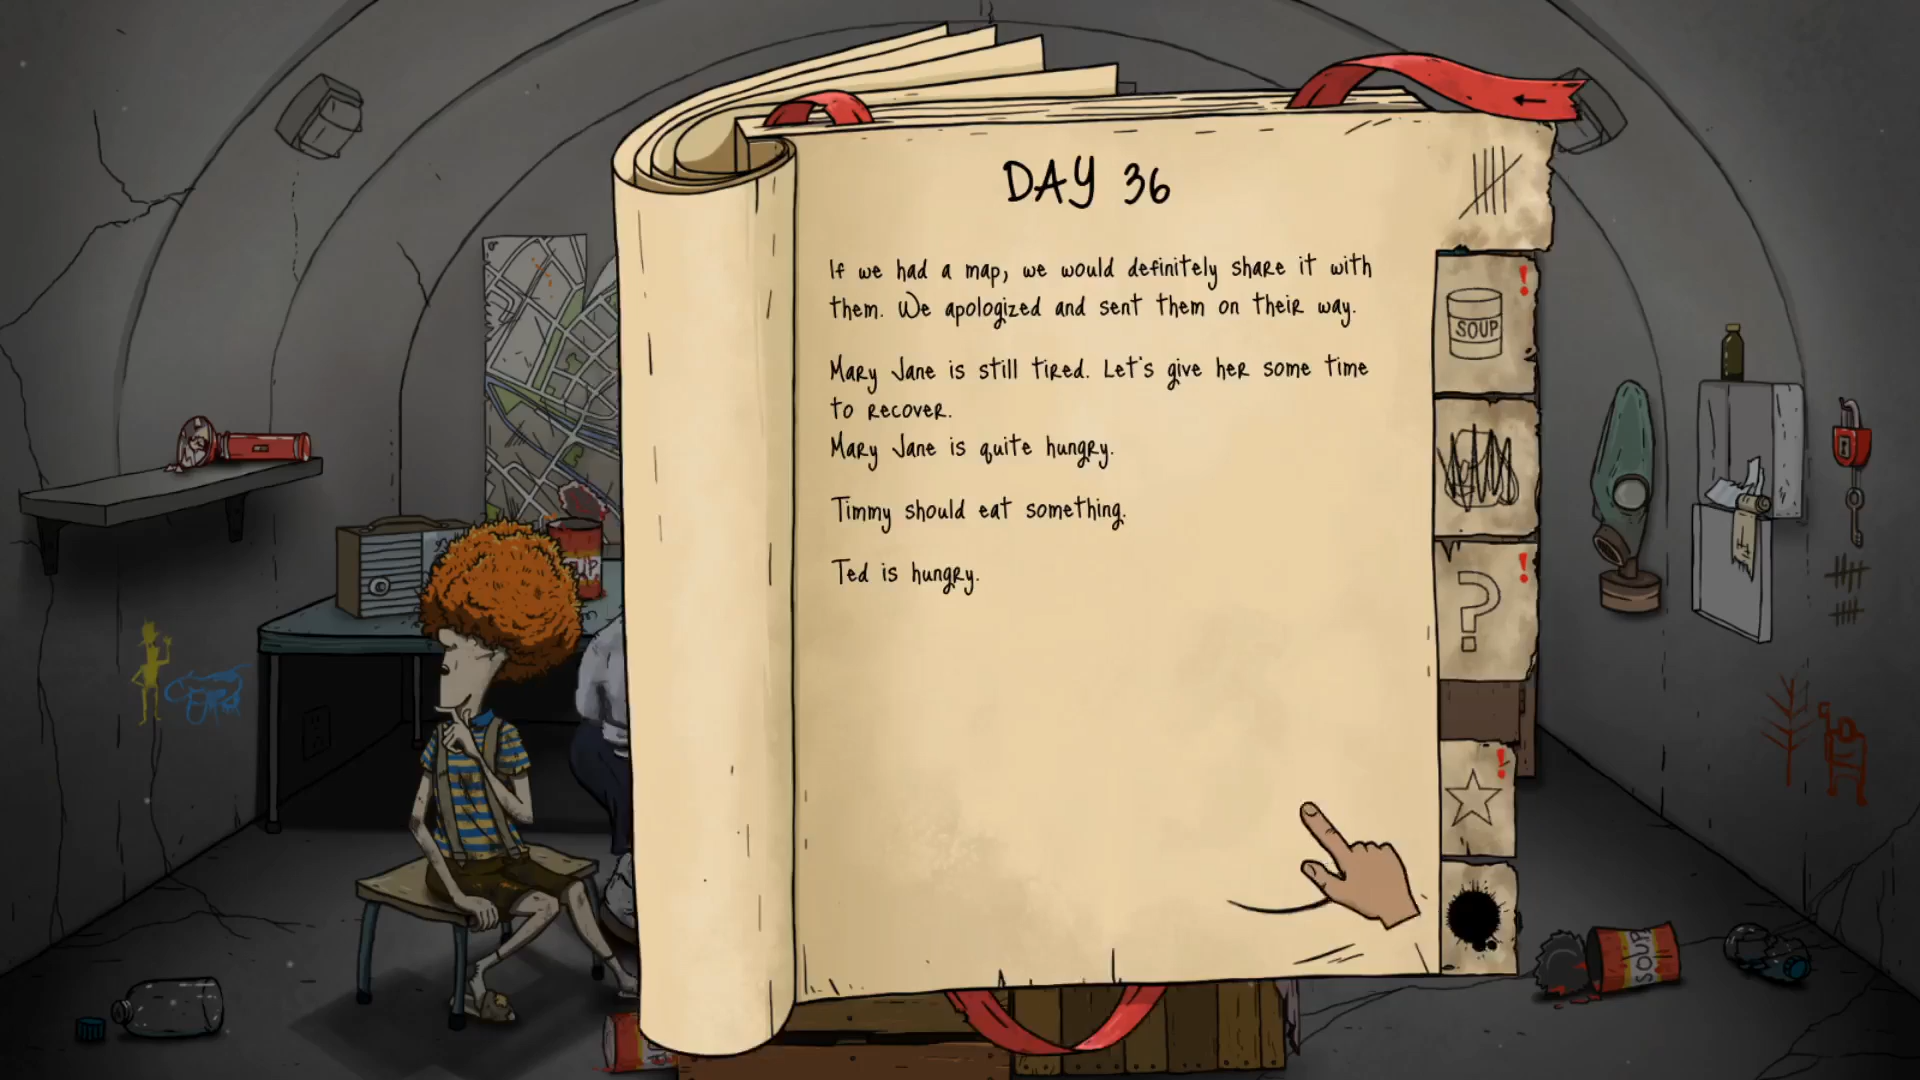 DAY 36
If we had a map, we would definitely share it with
them. We apologized and sent them on their way.
Mary Jane is still tired. Let's give her some time
to recover.
Mary Jane is quite hungry.
Timmy should eat something.
Ted is hungry.
SOUP
?
SOUP